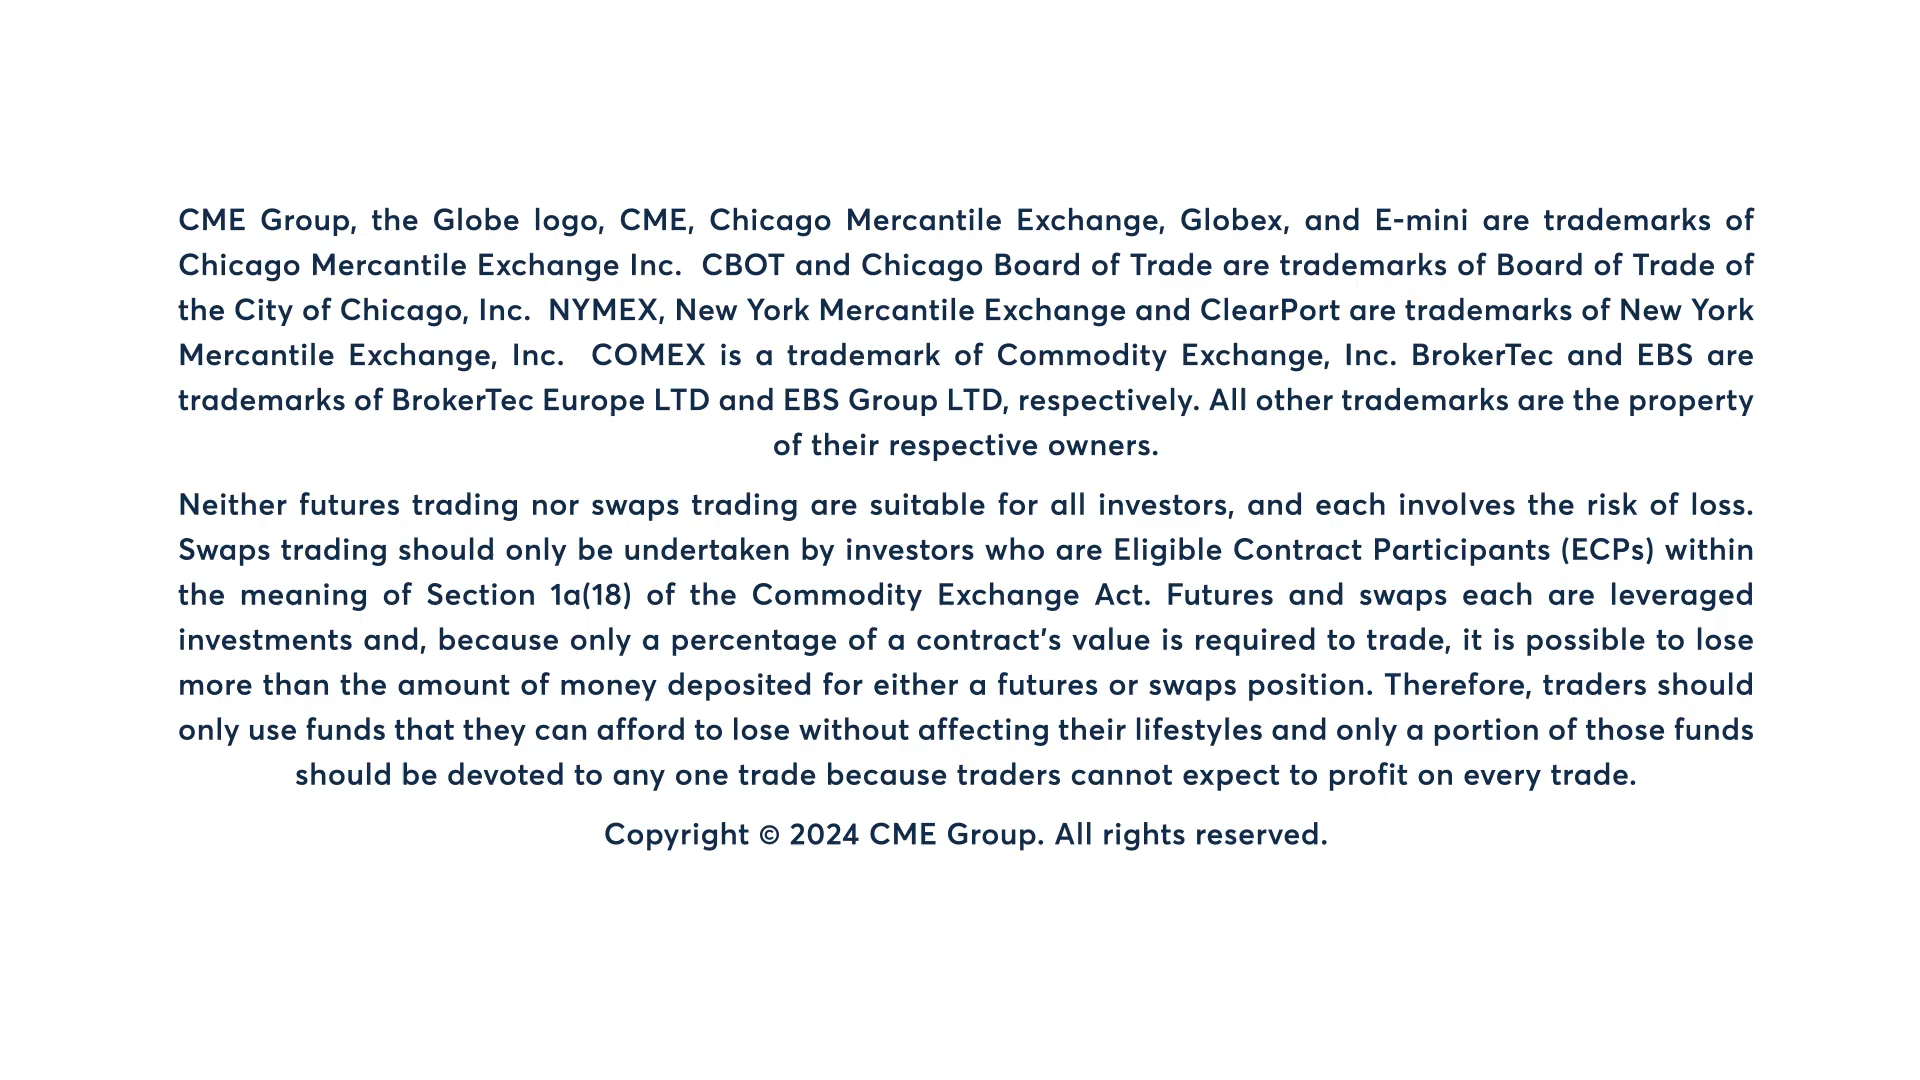 CME Group, the Globe logo, CME, Chicago Mercantile Exchange, Globex, and E-mini are trademarks of
Chicago Mercantile Exchange Inc.  CBOT and Chicago Board of Trade are trademarks of Board of Trade of
the City of Chicago, Inc.  NYMEX, New York Mercantile Exchange and ClearPort are trademarks of New York
Mercantile Exchange, Inc.  COMEX is a trademark of Commodity Exchange, Inc. BrokerTec and EBS are
trademarks of BrokerTec Europe LTD and EBS Group LTD, respectively. All other trademarks are the property
of their respective owners.
Neither futures trading nor swaps trading are suitable for all investors, and each involves the risk of loss.
Swaps trading should only be undertaken by investors who are Eligible Contract Participants (ECPs) within
the meaning of Section 1a(18) of the Commodity Exchange Act. Futures and swaps each are leveraged
investments and, because only a percentage of a contract's value is required to trade, it is possible to lose
more than the amount of money deposited for either a futures or swaps position. Therefore, traders should
only use funds that they can afford to lose without affecting their lifestyles and only a portion of those funds
should be devoted to any one trade because traders cannot expect to profit on every trade.
Copyright © 2024 CME Group. All rights reserved.